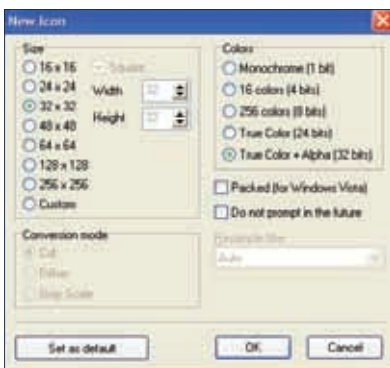 New Icon
Size
16 x 16
24 x 24
32 x 32
48 x 48
64 x 64
128 x 128
256 x 256
Custom
Square
Width 32
Height 32
Colors
Monochrome (1 bit)
16 colors (4 bits)
256 colors (8 bits)
True Color (24 bits)
True Color + Alpha (32 bits)
Packed (for Windows Vista)
Do not prompt in the future
Conversion mode
Cut
Gray Scale
Auto
Set as default
OK
Cancel